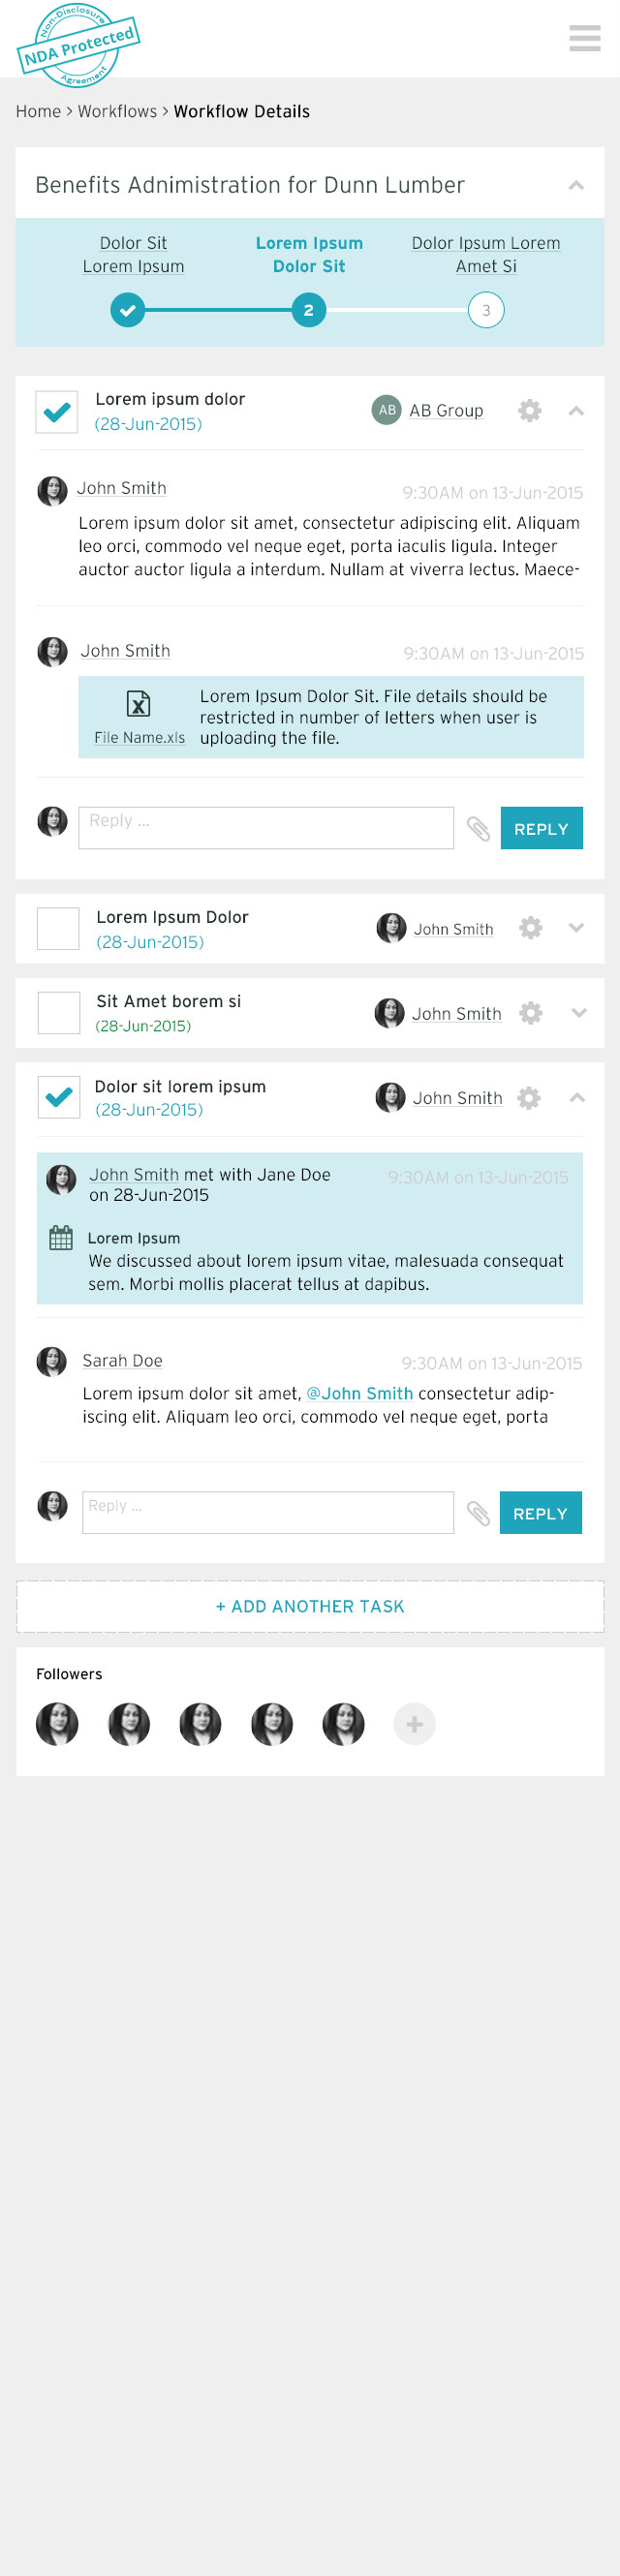 Non-Disclosure
NDA Protected
Agreement
Home > Workflows > Workflow Details
Benefits Adnimistration for Dunn Lumber
Dolor Sit
Lorem Ipsum
Lorem Ipsum
Dolor Sit
Dolor Ipsum Lorem
Amet Si
2
3
Lorem ipsum dolor
(28-Jun-2015)
AB
AB Group
John Smith
9:30AM on 13-Jun-2015
Lorem ipsum dolor sit amet, consectetur adipiscing elit. Aliquam
leo orci, commodo vel neque eget, porta iaculis ligula. Integer
auctor auctor ligula a interdum. Nullam at viverra lectus. Maece-
John Smith
9:30AM on 13-Jun-2015
File Name.xls
Lorem Ipsum Dolor Sit. File details should be
restricted in number of letters when user is
uploading the file.
Reply ...
REPLY
Lorem Ipsum Dolor
(28-Jun-2015)
John Smith
Sit Amet borem si
(28-Jun-2015)
John Smith
Dolor sit lorem ipsum
(28-Jun-2015)
John Smith
John Smith met with Jane Doe
on 28-Jun-2015
9:30AM on 13-Jun-2015
Lorem Ipsum
We discussed about lorem ipsum vitae, malesuada consequat
sem. Morbi mollis placerat tellus at dapibus.
Sarah Doe
9:30AM on 13-Jun-2015
Lorem ipsum dolor sit amet, @John Smith consectetur adip-
iscing elit. Aliquam leo orci, commodo vel neque eget, porta
Reply ...
REPLY
+ ADD ANOTHER TASK
Followers